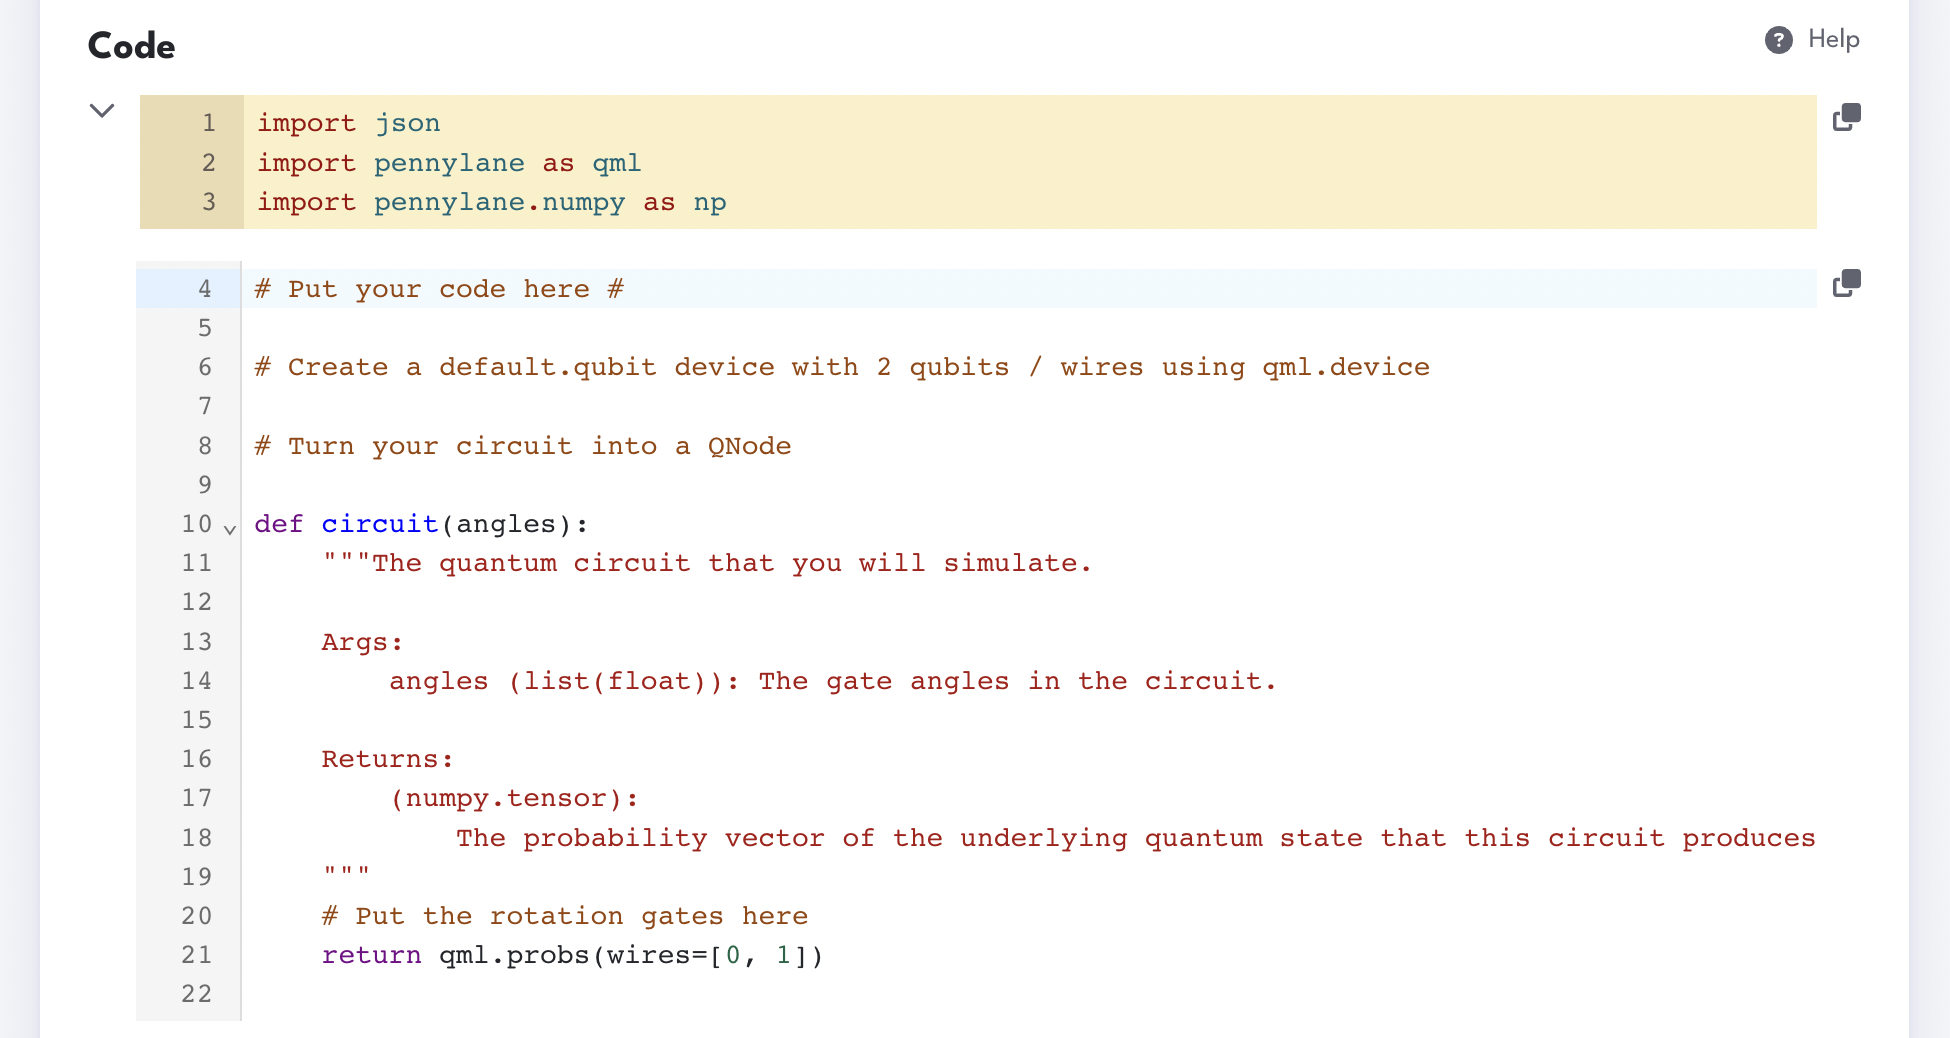 Code
? Help
1 import json
2 import pennylane as qml
3 import pennylane.numpy as np
4 # Put your code here #
5
6 # Create a default.qubit device with 2 qubits / wires using qml.device
7
8 # Turn your circuit into a QNode
9
10 def circuit(angles):
11     """The quantum circuit that you will simulate.
12
13     Args:
14         angles (list(float)): The gate angles in the circuit.
15
16     Returns:
17         (numpy.tensor):
18             The probability vector of the underlying quantum state that this circuit produces
19     """
20     # Put the rotation gates here
21     return qml.probs(wires=[0, 1])
22